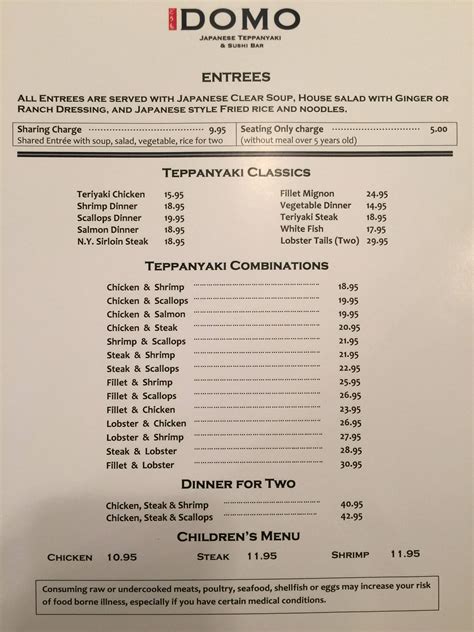 DOMO
Japanese Teppanyaki
& Sushi Bar
Entrees
All Entrees are served with Japanese Clear Soup, House salad with Ginger or
Ranch Dressing, and Japanese style Fried rice and noodles.
Sharing Charge 9.95
Shared Entrée with soup, salad, vegetable, rice for two
Seating Only charge 5.00
(without meal over 5 years old)
Teppanyaki Classics
Teriyaki Chicken 15.95
Shrimp Dinner 18.95
Scallops Dinner 19.95
Salmon Dinner 18.95
N.Y. Sirloin Steak 18.95
Fillet Mignon 24.95
Vegetable Dinner 14.95
Teriyaki Steak 18.95
White Fish 17.95
Lobster Tails (Two) 29.95
Teppanyaki Combinations
Chicken & Shrimp 18.95
Chicken & Scallops 19.95
Chicken & Salmon 19.95
Chicken & Steak 20.95
Shrimp & Scallops 21.95
Steak & Shrimp 21.95
Steak & Scallops 22.95
Fillet & Shrimp 25.95
Fillet & Scallops 26.95
Fillet & Chicken 23.95
Lobster & Chicken 26.95
Lobster & Shrimp 27.95
Steak & Lobster 28.95
Fillet & Lobster 30.95
Dinner for Two
Chicken, Steak & Shrimp 40.95
Chicken, Steak & Scallops 42.95
Children's Menu
Chicken 10.95 Steak 11.95 Shrimp 11.95
Consuming raw or undercooked meats, poultry, seafood, shellfish or eggs may increase your risk
of food borne illness, especially if you have certain medical conditions.